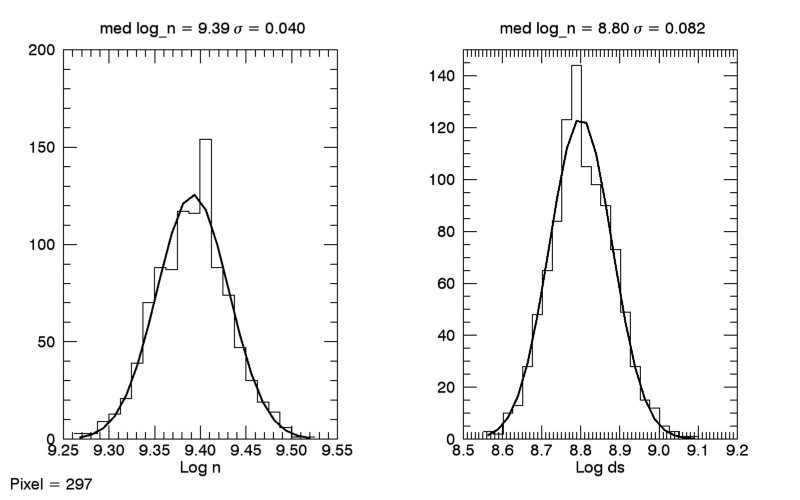 med log_n = 9.39 σ = 0.040
200
150
100
50
0
9.25 9.30 9.35 9.40 9.45 9.50 9.55
Log n
med log_n = 8.80 σ = 0.082
140
120
100
80
60
40
20
0
8.5 8.6 8.7 8.8 8.9 9.0 9.1 9.2
Log ds
Pixel = 297